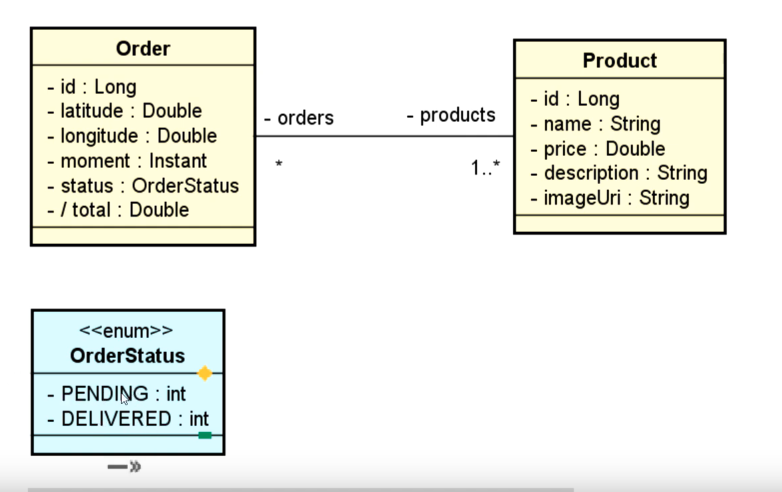 Order
- id : Long
- latitude : Double
- longitude : Double
- moment : Instant
- status : OrderStatus
- / total : Double
- orders
*
- products
1..*
Product
- id : Long
- name : String
- price : Double
- description : String
- imageUri : String
<<enum>>
OrderStatus
- PENDING : int
- DELIVERED : int